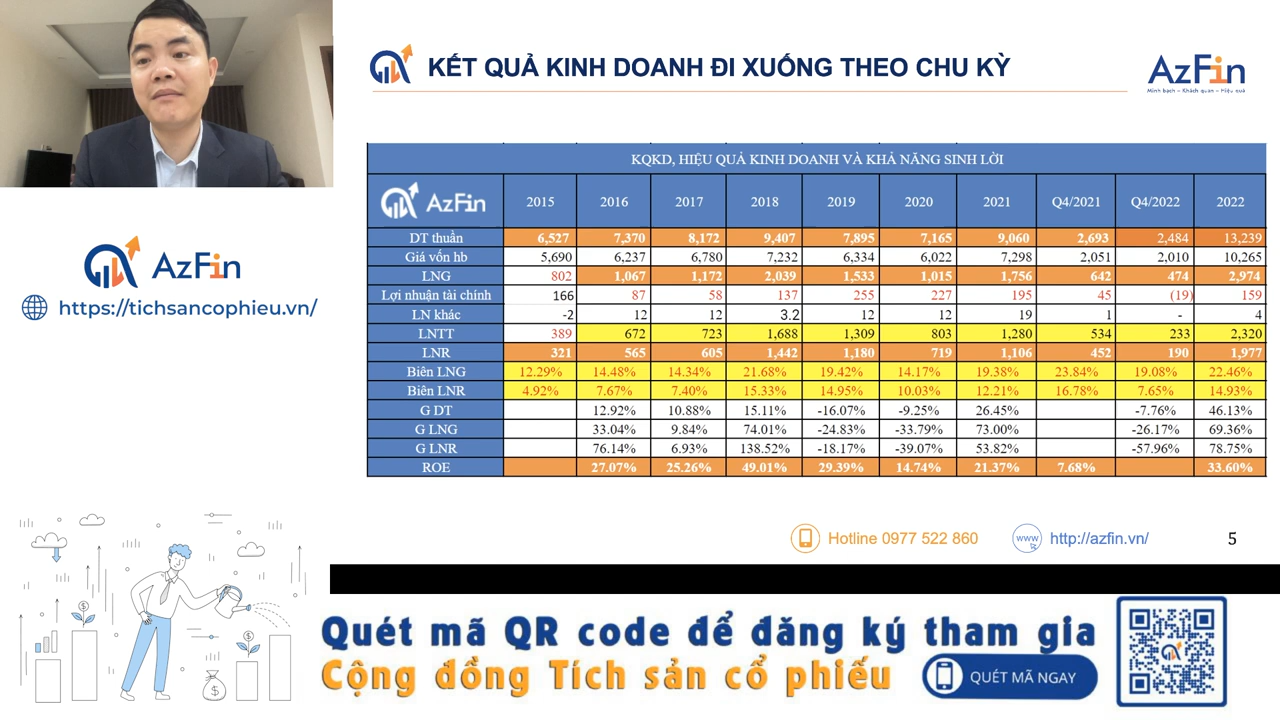 KẾT QUẢ KINH DOANH ĐI XUỐNG THEO CHU KỲ
AzFin
Minh bạch – Khách quan – Hiệu quả
KQKD, HIỆU QUẢ KINH DOANH VÀ KHẢ NĂNG SINH LỜI
AzFin 2015 2016 2017 2018 2019 2020 2021 Q4/2021 Q4/2022 2022
DT thuần 6,527 7,370 8,172 9,407 7,895 7,165 9,060 2,693 2,484 13,239
Giá vốn hb 5,690 6,237 6,780 7,232 6,334 6,022 7,298 2,051 2,010 10,265
LNG 802 1,067 1,172 2,039 1,533 1,015 1,756 642 474 2,974
Lợi nhuận tài chính 166 87 58 137 255 227 195 45 (19) 159
LN khác -2 12 12 3.2 12 12 19 1 - 4
LNTT 389 672 723 1,688 1,309 803 1,280 534 233 2,320
LNR 321 565 605 1,442 1,180 719 1,106 452 190 1,977
Biên LNG 12.29% 14.48% 14.34% 21.68% 19.42% 14.17% 19.38% 23.84% 19.08% 22.46%
Biên LNR 4.92% 7.67% 7.40% 15.33% 14.95% 10.03% 12.21% 16.78% 7.65% 14.93%
G DT 12.92% 10.88% 15.11% -16.07% -9.25% 26.45% -7.76% 46.13%
G LNG 33.04% 9.84% 74.01% -24.83% -33.79% 73.00% -26.17% 69.36%
G LNR 76.14% 6.93% 138.52% -18.17% -39.07% 53.82% -57.96% 78.75%
ROE 27.07% 25.26% 49.01% 29.39% 14.74% 21.37% 7.68% 33.60%
AzFin
https://tichsancophieu.vn/
Hotline 0977 522 860
www
http://azfin.vn/
5
Quét mã QR code để đăng ký tham gia
Cộng đồng Tích sản cổ phiếu
QUÉT MÃ NGAY